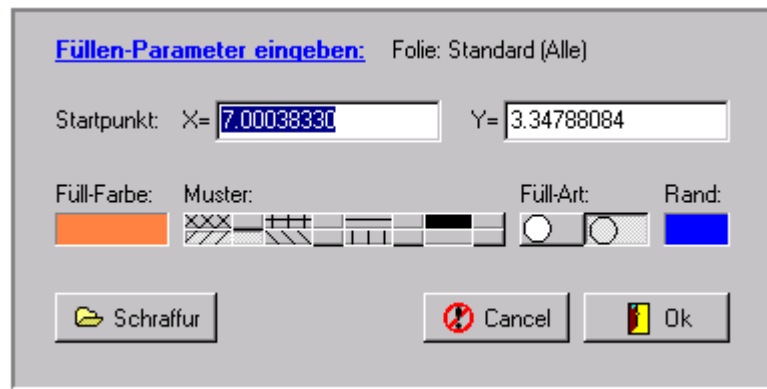 Füllen-Parameter eingeben: Folie: Standard (Alle)
Startpunkt: X= 7.00038330 Y= 3.34788084
Füll-Farbe: Muster: Füll-Art: Rand:
Schraffur Cancel Ok